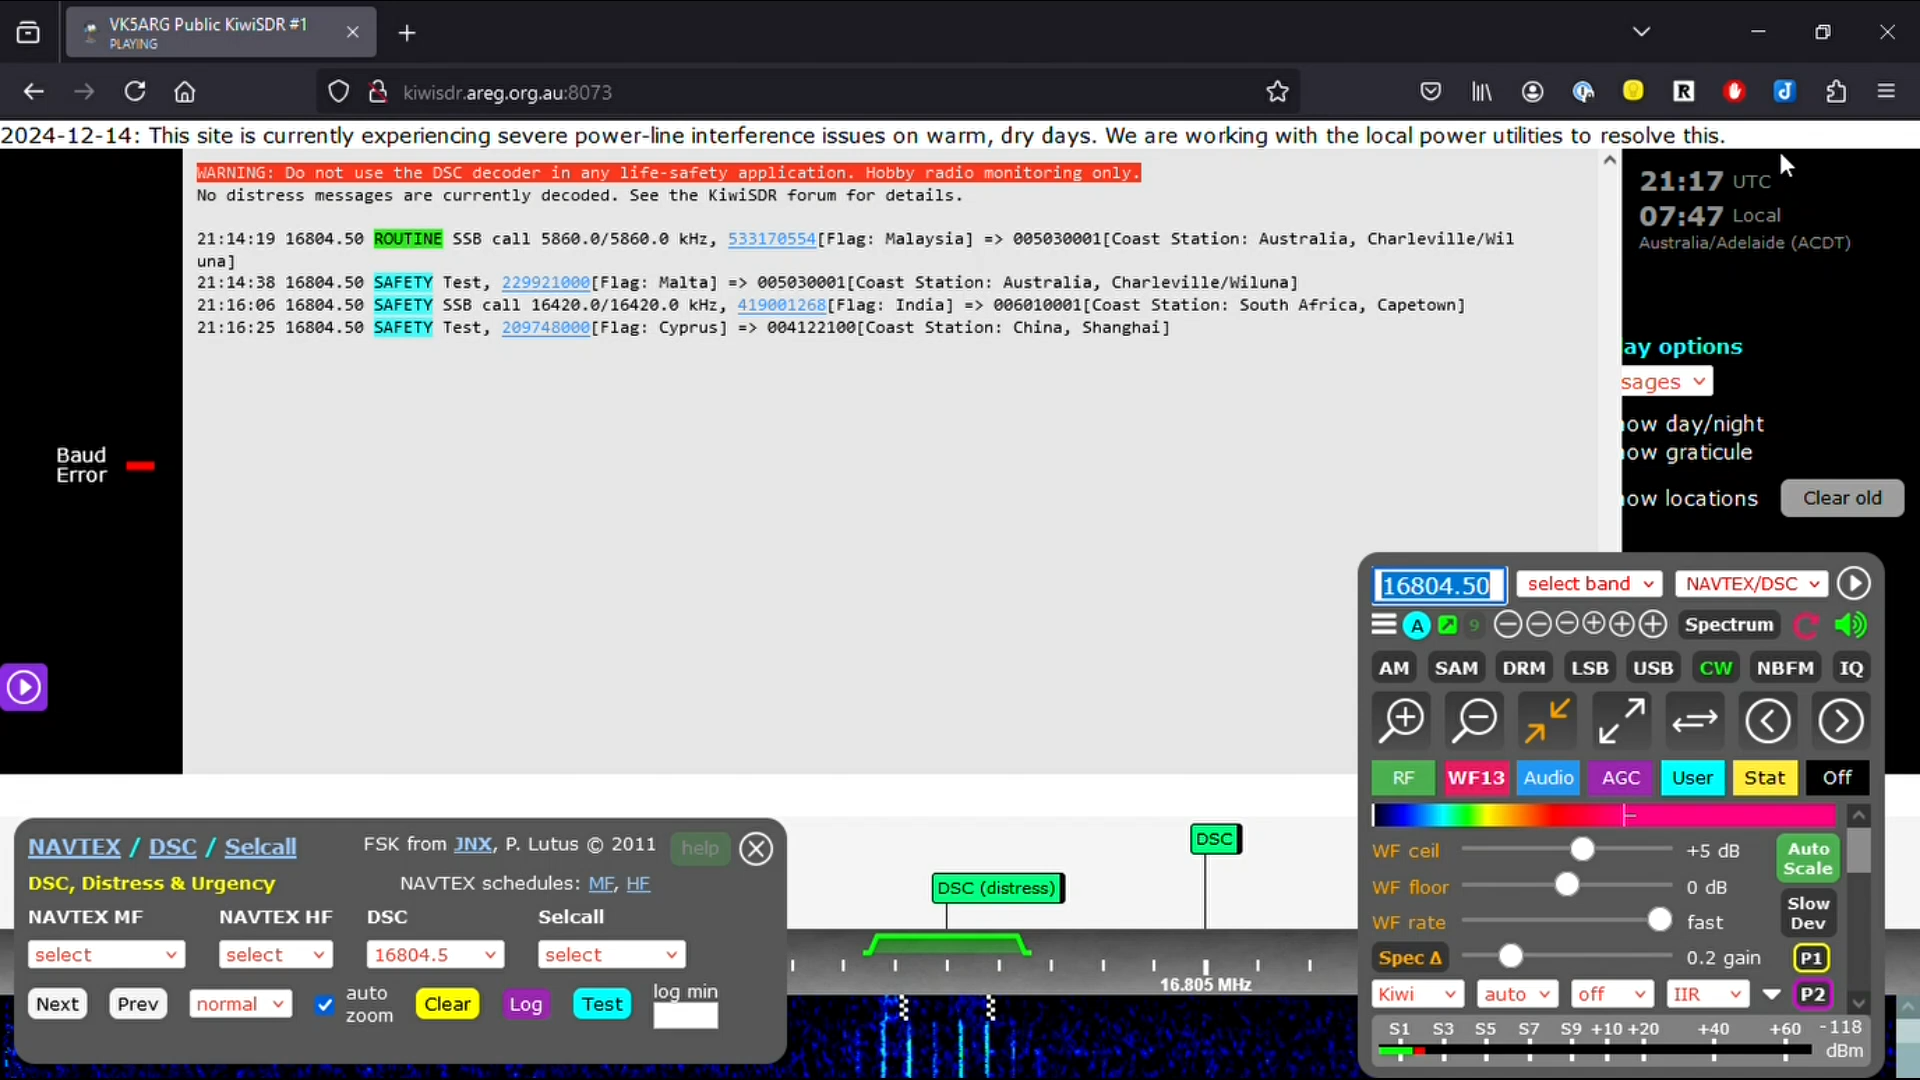 VK5ARG Public KiwiSDR #1
PLAYING
kiwisdr.areg.org.au:8073
2024-12-14: This site is currently experiencing severe power-line interference issues on warm, dry days. We are working with the local power utilities to resolve this.
WARNING: Do not use the DSC decoder in any life-safety application. Hobby radio monitoring only.
No distress messages are currently decoded. See the KiwiSDR forum for details.
21:14:19 16804.50 ROUTINE SSB call 5860.0/5860.0 kHz, 533170554[Flag: Malaysia] => 005030001[Coast Station: Australia, Charleville/Wil
una]
21:14:38 16804.50 SAFETY Test, 229921000[Flag: Malta] => 005030001[Coast Station: Australia, Charleville/Wiluna]
21:16:06 16804.50 SAFETY SSB call 16420.0/16420.0 kHz, 419001268[Flag: India] => 006010001[Coast Station: South Africa, Capetown]
21:16:25 16804.50 SAFETY Test, 209748000[Flag: Cyprus] => 004122100[Coast Station: China, Shanghai]
21:17 UTC
07:47 Local
Australia/Adelaide (ACDT)
ay options
sages
ow day/night
ow graticule
ow locations Clear old
Baud
Error
16804.50 select band NAVTEX/DSC
A 9 Spectrum
AM SAM DRM LSB USB CW NBFM IQ
RF WF13 Audio AGC User Stat Off
WF ceil +5 dB Auto Scale
WF floor 0 dB
WF rate fast Slow Dev
Spec Δ 0.2 gain P1
Kiwi auto off IIR P2
S1 S3 S5 S7 S9 +10 +20 +40 +60 -118
dBm
DSC
DSC (distress)
16.805 MHz
NAVTEX / DSC / Selcall FSK from JNX, P. Lutus © 2011 help
DSC, Distress & Urgency NAVTEX schedules: MF, HF
NAVTEX MF NAVTEX HF DSC Selcall
select select 16804.5 select
Next Prev normal auto zoom Clear Log Test log min